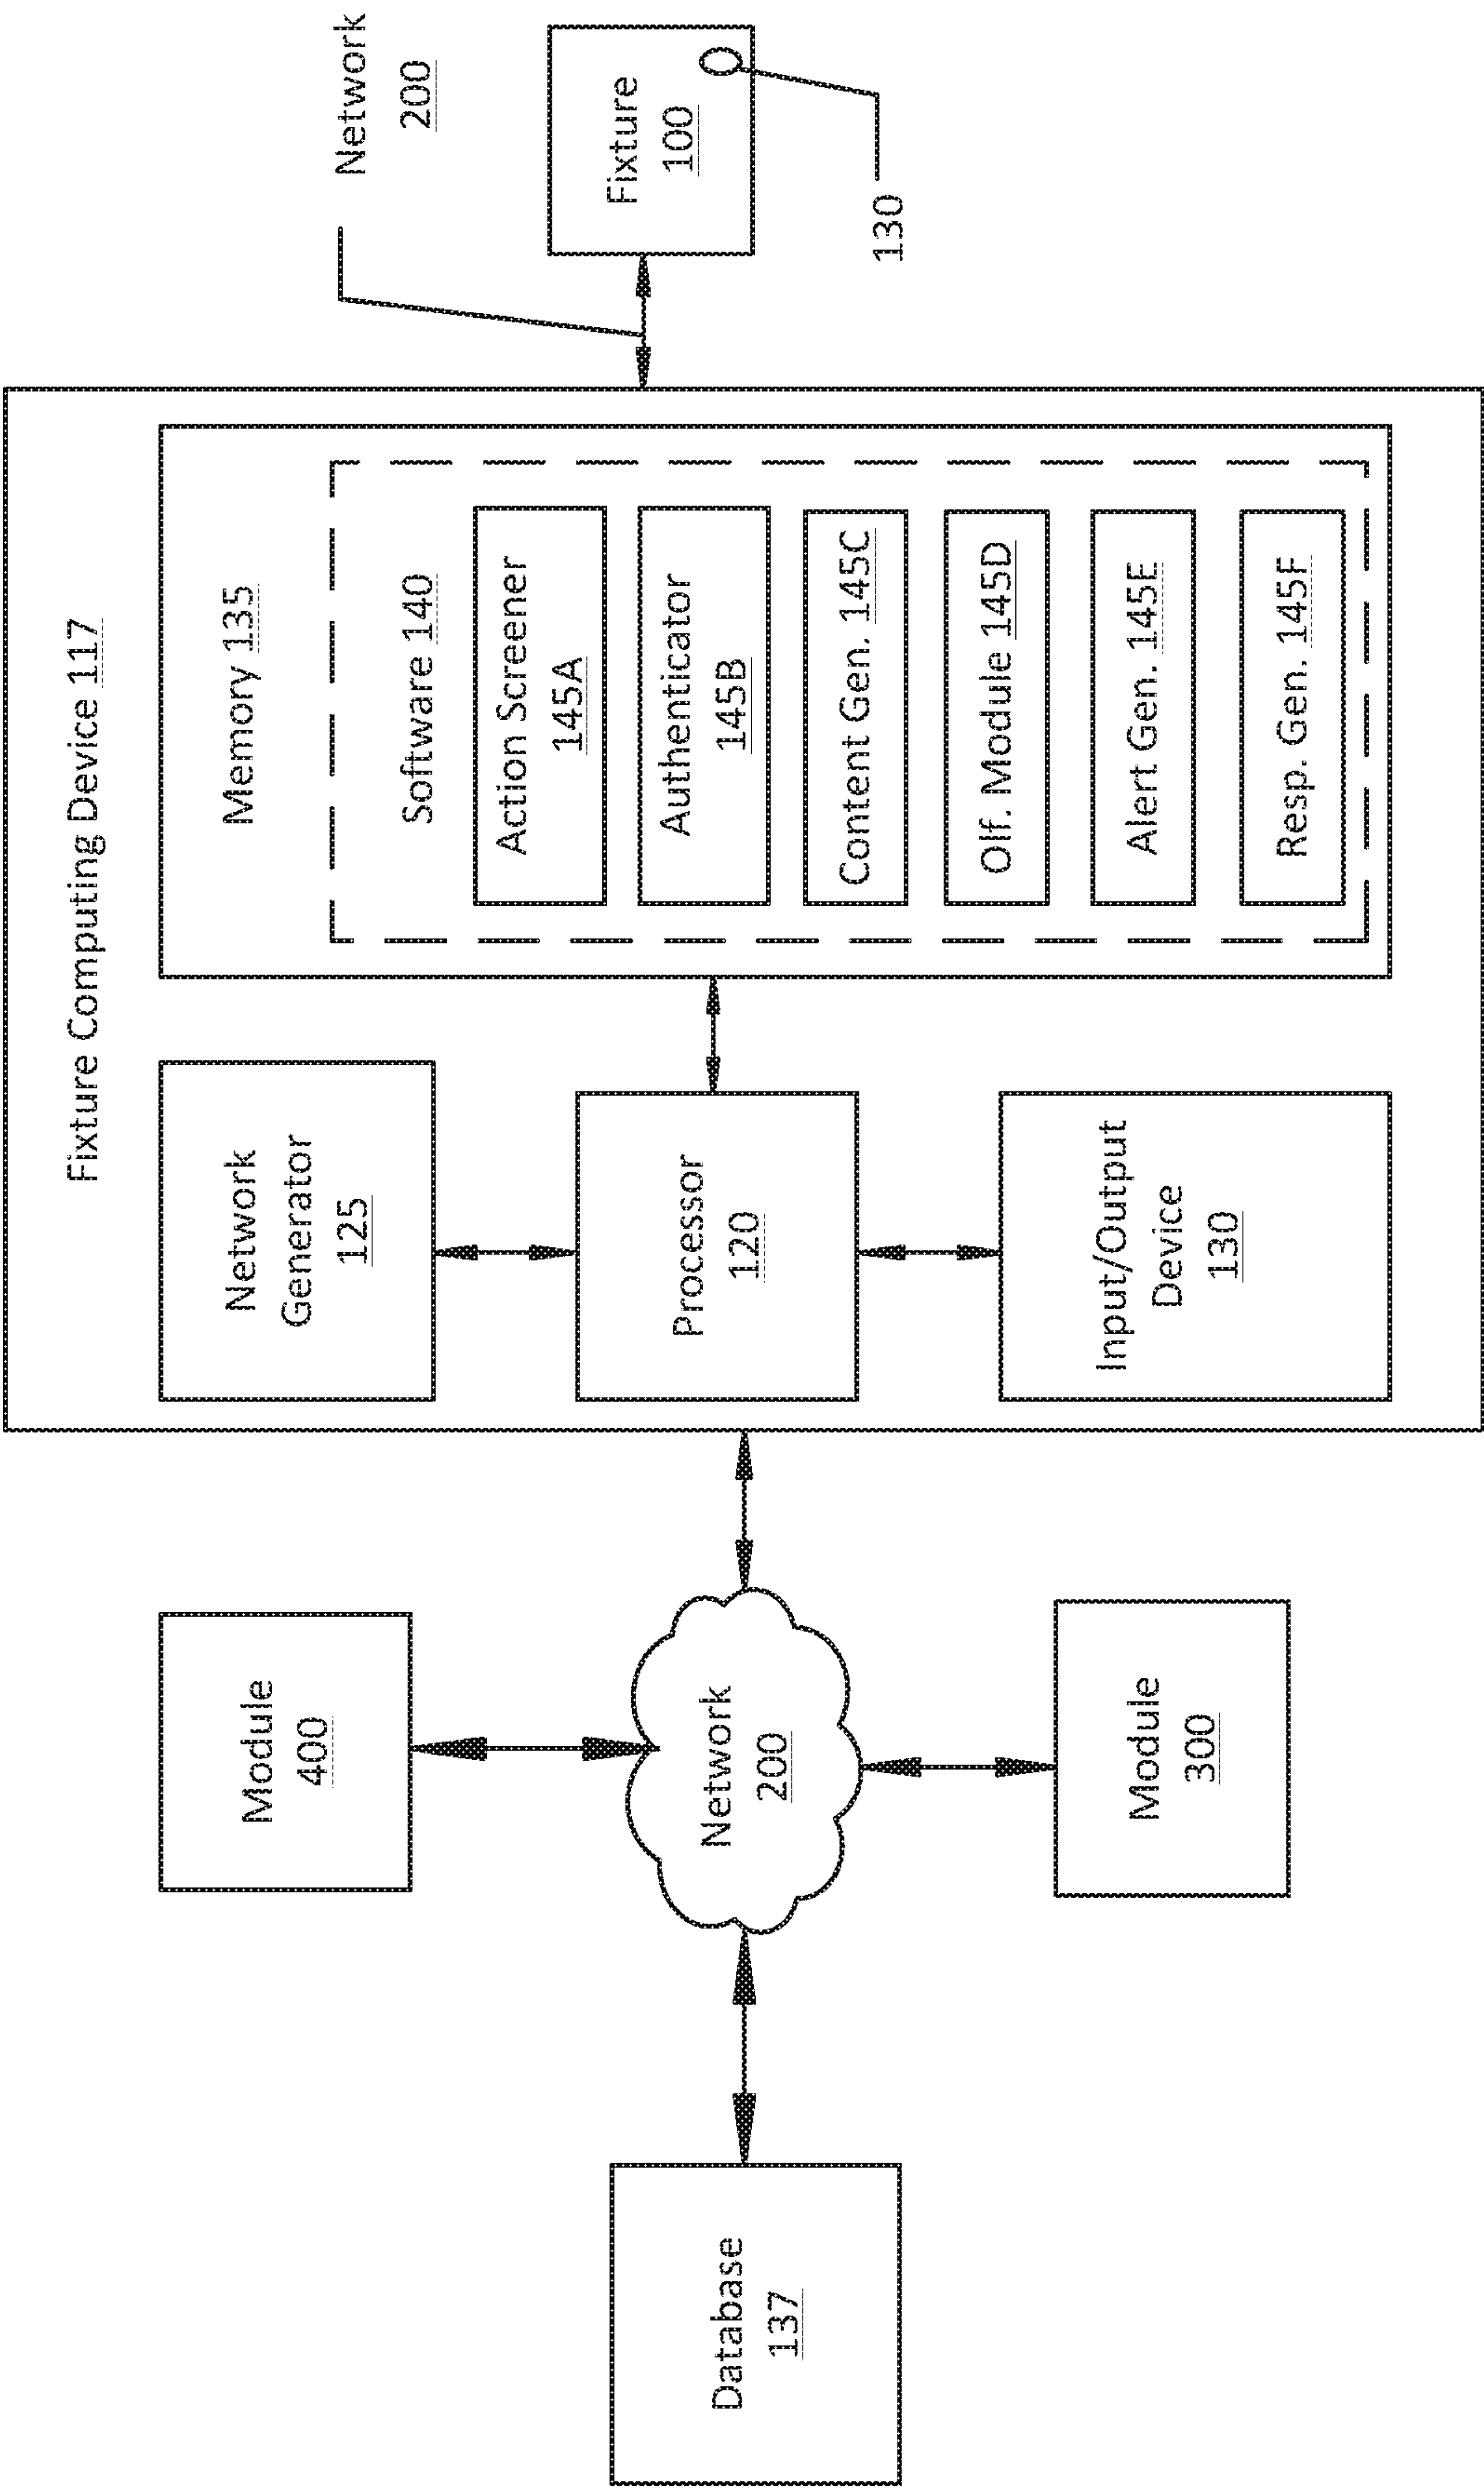 Fixture Computing Device 117
Database
137
Module
400
Network
200
Module
300
Network
Generator
125
Processor
120
Input/Output
Device
130
Memory 135
Software 140
Action Screener
145A
Authenticator
145B
Content Gen. 145C
Olf. Module 145D
Alert Gen. 145E
Resp. Gen. 145F
Network
200
Fixture
100
130